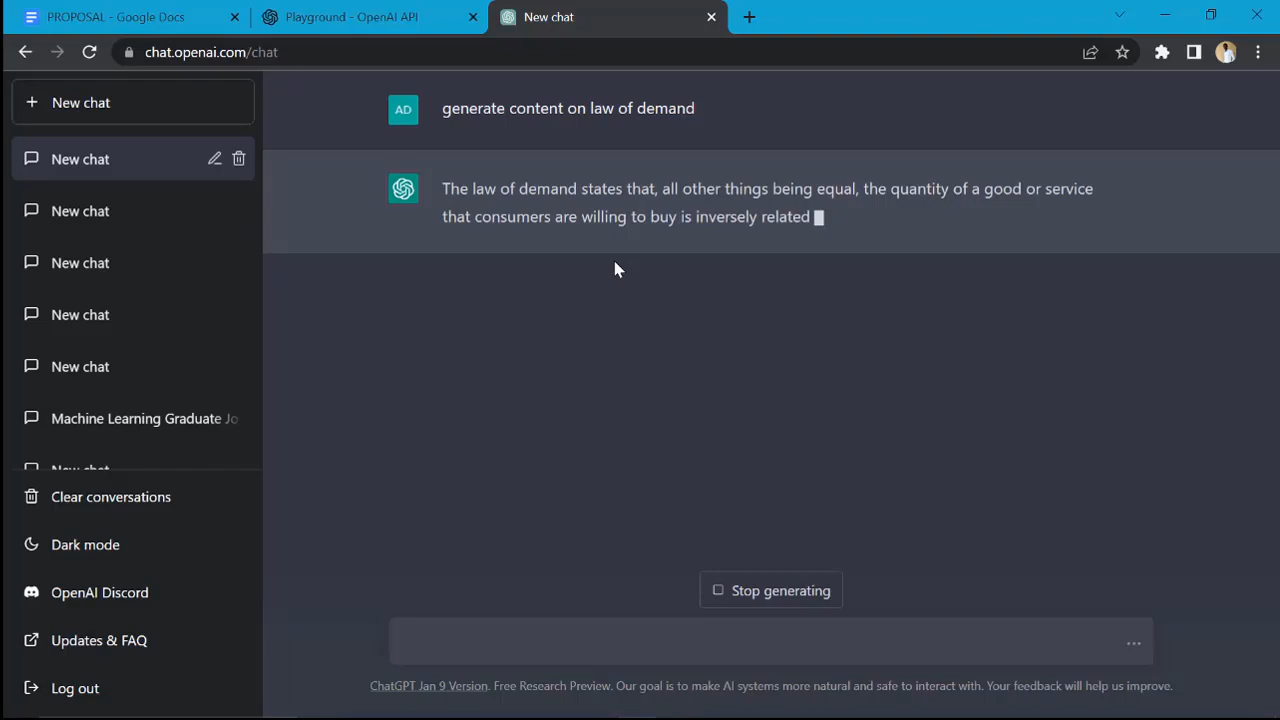 PROPOSAL - Google Docs
Playground - OpenAI API
New chat
chat.openai.com/chat
New chat
New chat
New chat
New chat
New chat
New chat
Machine Learning Graduate Jo
New chat
Clear conversations
Dark mode
OpenAI Discord
Updates & FAQ
Log out
AD
generate content on law of demand
The law of demand states that, all other things being equal, the quantity of a good or service
that consumers are willing to buy is inversely related
Stop generating
ChatGPT Jan 9 Version. Free Research Preview. Our goal is to make AI systems more natural and safe to interact with. Your feedback will help us improve.